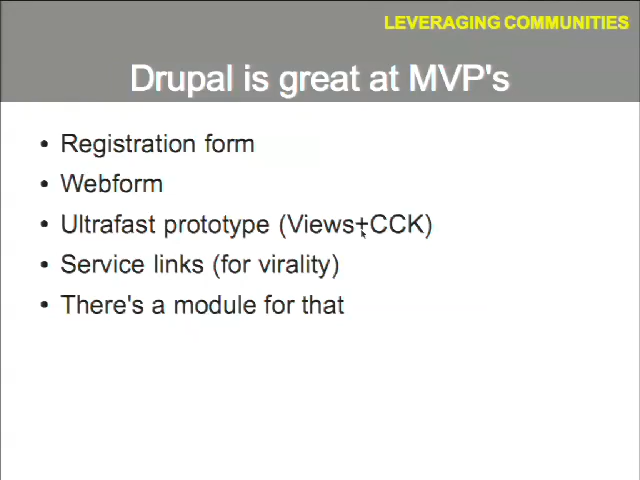 LEVERAGING COMMUNITIES
Drupal is great at MVP's
• Registration form
• Webform
• Ultrafast prototype (Views+CCK)
• Service links (for virality)
• There's a module for that